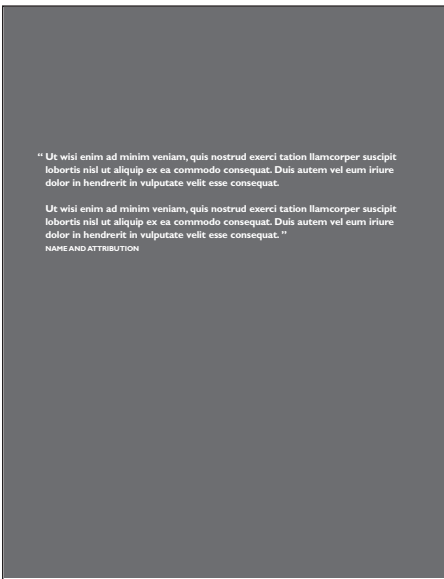 “ Ut wisi enim ad minim veniam, quis nostrud exerci tation llamcorper suscipit
lobortis nisl ut aliquip ex ea commodo consequat. Duis autem vel eum iriure
dolor in hendrerit in vulputate velit esse consequat.
Ut wisi enim ad minim veniam, quis nostrud exerci tation llamcorper suscipit
lobortis nisl ut aliquip ex ea commodo consequat. Duis autem vel eum iriure
dolor in hendrerit in vulputate velit esse consequat. ”
NAME AND ATTRIBUTION